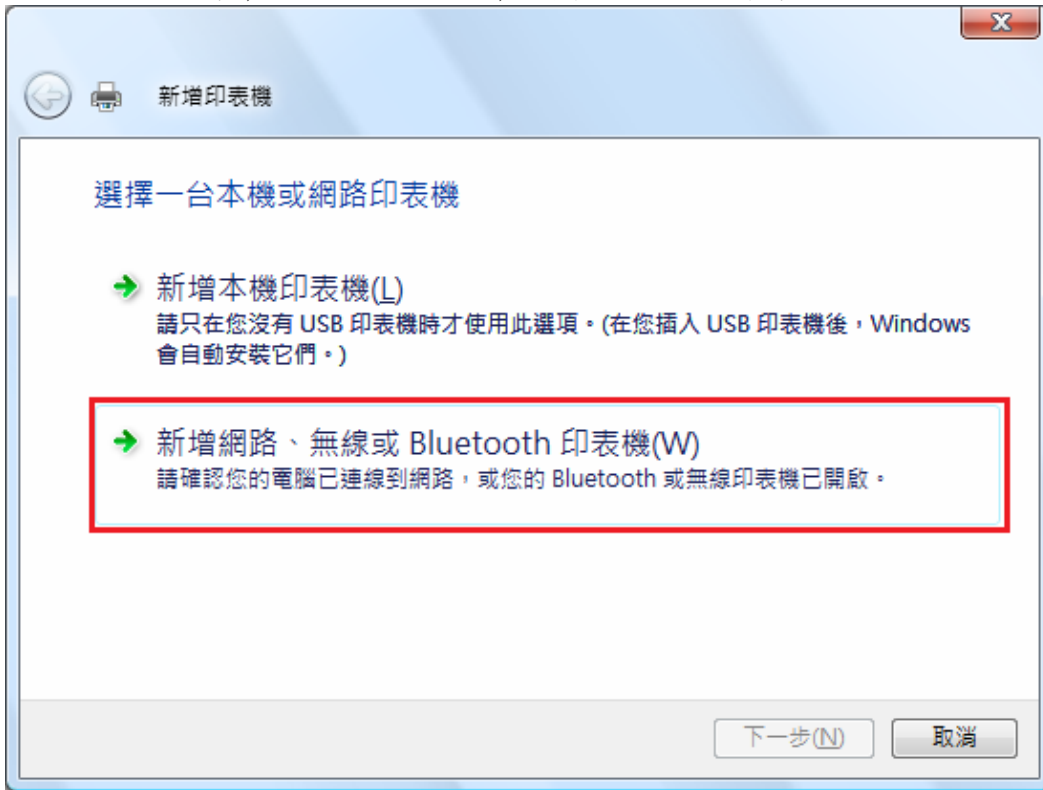 新增印表機
選擇一台本機或網路印表機
新增本機印表機(L)
請只在您沒有 USB 印表機時才使用此選項。(在您插入 USB 印表機後，Windows
會自動安裝它們。)
新增網路、無線或 Bluetooth 印表機(W)
請確認您的電腦已連線到網路，或您的 Bluetooth 或無線印表機已開啟。
下一步(N)
取消